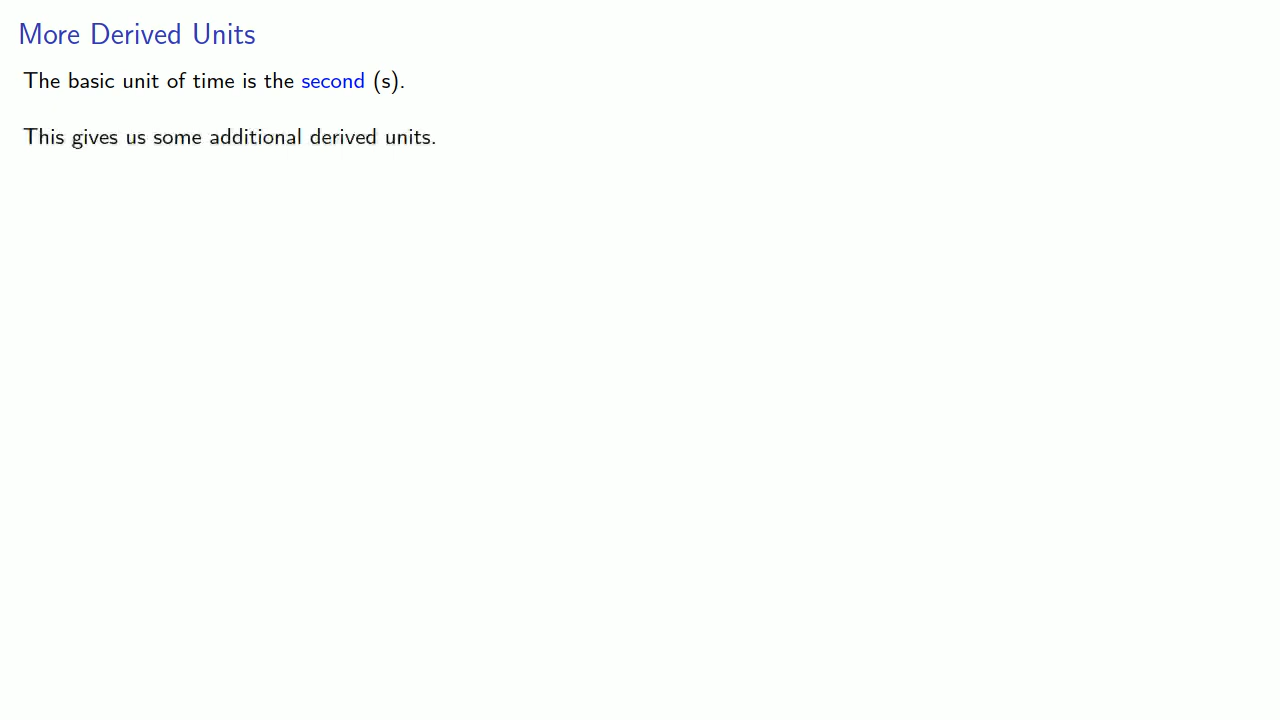 More Derived Units
The basic unit of time is the second (s).
This gives us some additional derived units.